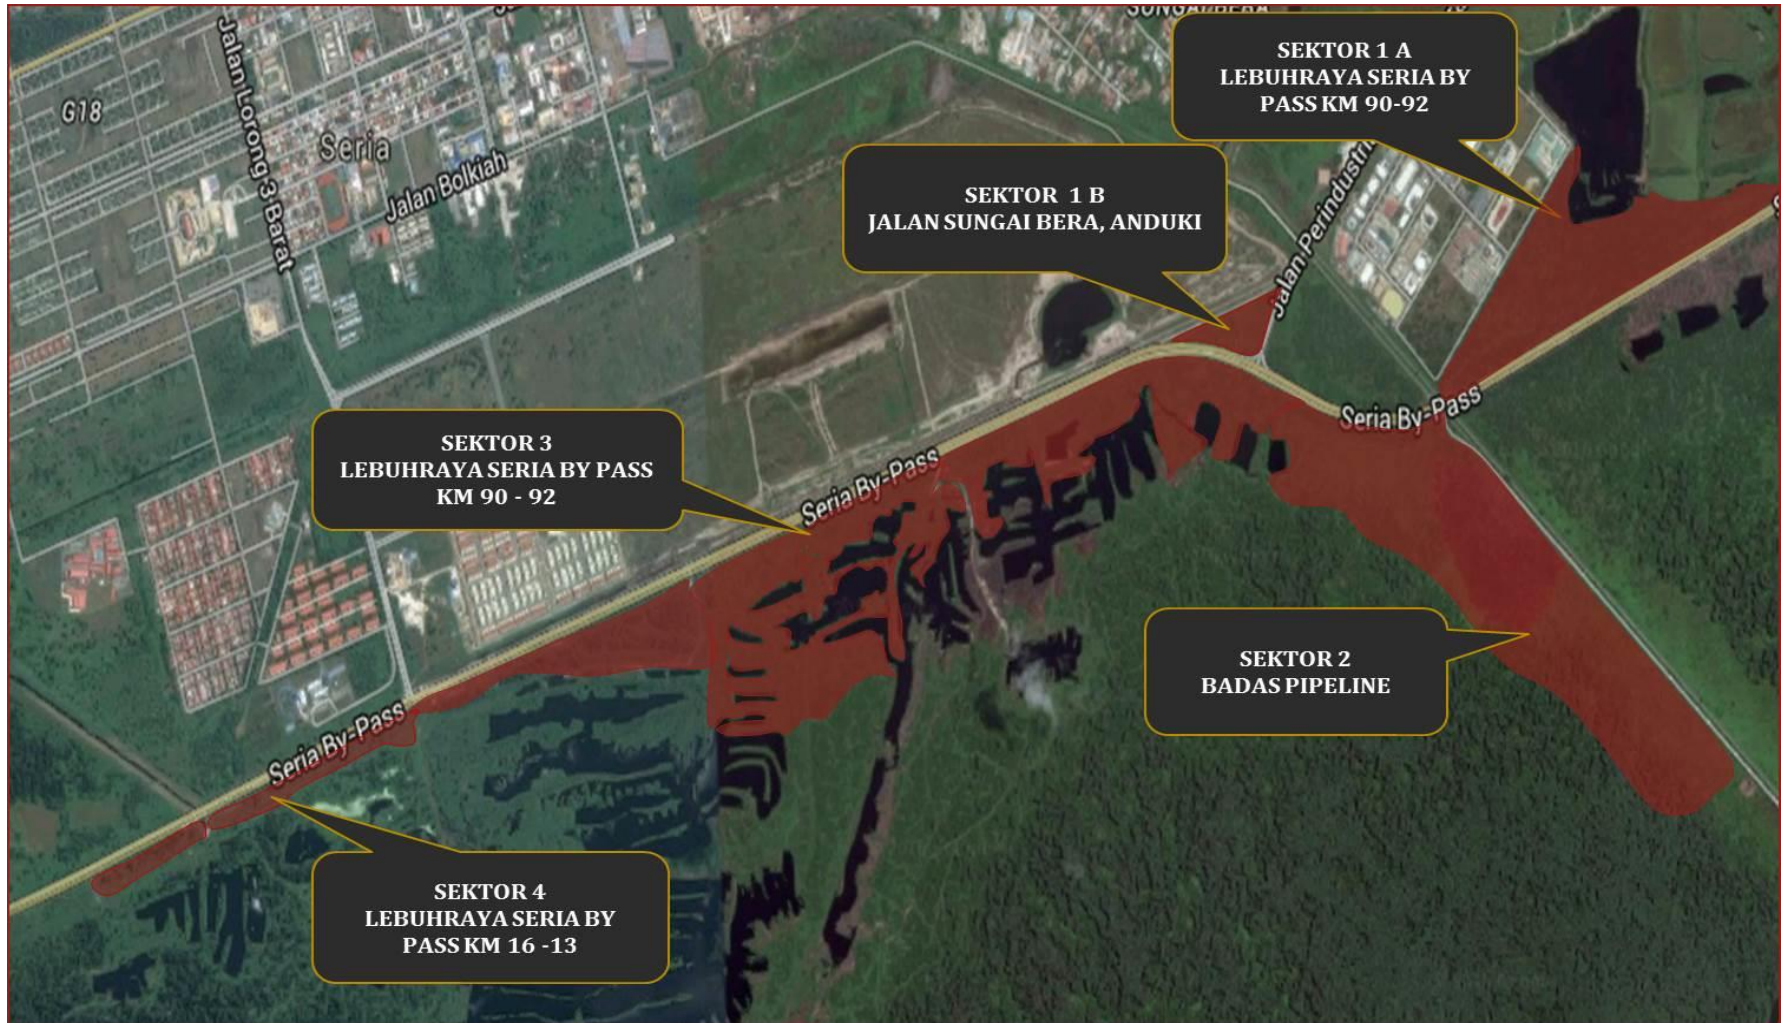 SEKTOR 1 A
LEBUHRAYA SERIA BY
PASS KM 90-92
G18
Jalan Lorong 3 Barat
Seria
Jalan Bolkiah
SEKTOR 1 B
JALAN SUNGAI BERA, ANDUKI
Seria By-Pass
SEKTOR 3
LEBUHRAYA SERIA BY PASS
KM 90 - 92
Seria By-Pass
SEKTOR 2
BADAS PIPELINE
Seria By-Pass
SEKTOR 4
LEBUHRAYA SERIA BY
PASS KM 16 -13